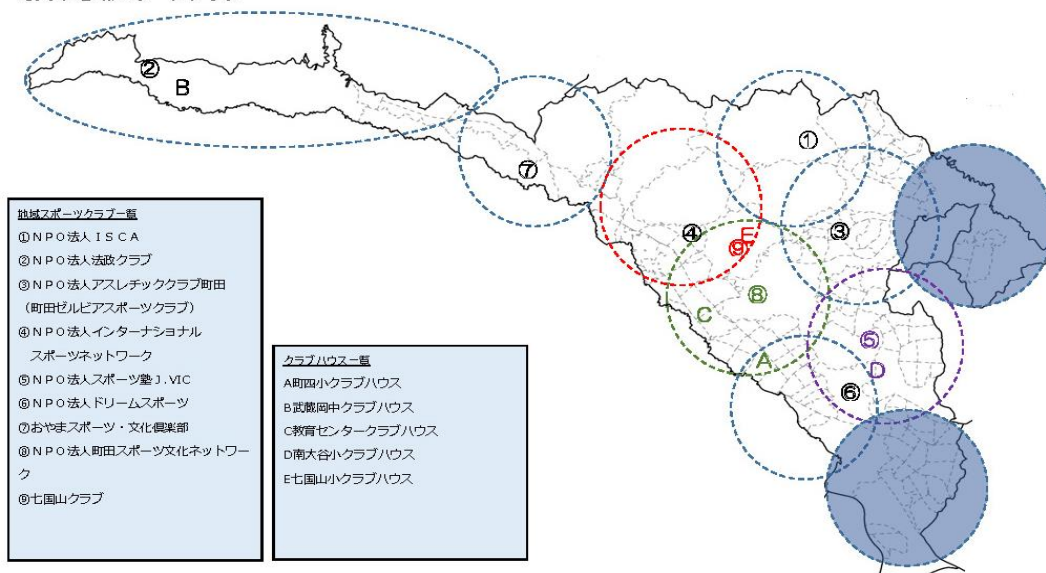 ②
B
①
⑦
④
E
⑨
③
⑧
C
⑤
A
D
⑥
地域スポーツクラブ一覧
①ＮＰＯ法人ＩＳＣＡ
②ＮＰＯ法人法政クラブ
③ＮＰＯ法人アスレチッククラブ町田
（町田ゼルビアスポーツクラブ）
④ＮＰＯ法人インターナショナル
スポーツネットワーク
⑤ＮＰＯ法人スポーツ塾Ｊ.VIC
⑥ＮＰＯ法人ドリームスポーツ
⑦おやまスポーツ・文化倶楽部
⑧ＮＰＯ法人町田スポーツ文化ネットワー
ク
⑨七国山クラブ
クラブハウス一覧
A町四小クラブハウス
B武蔵岡中クラブハウス
C教育センタークラブハウス
D南大谷小クラブハウス
E七国山小クラブハウス